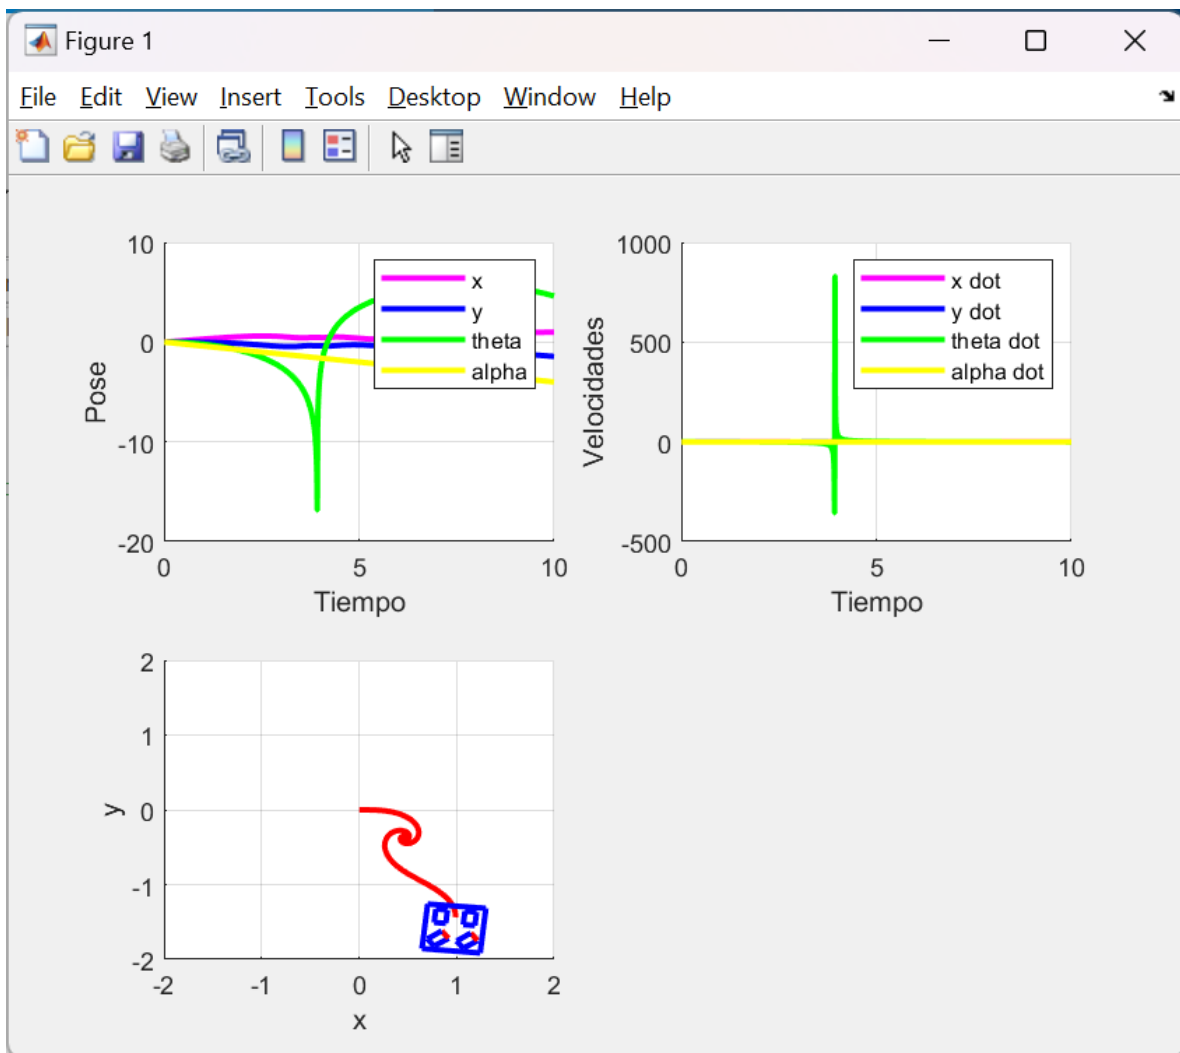 Figure 1
File Edit View Insert Tools Desktop Window Help
10
0
-10
-20
0 5 10
Pose
Tiempo
x
y
theta
alpha
1000
500
0
-500
0 5 10
Velocidades
Tiempo
x dot
y dot
theta dot
alpha dot
2
1
0
-1
-2
-2 -1 0 1 2
y
x